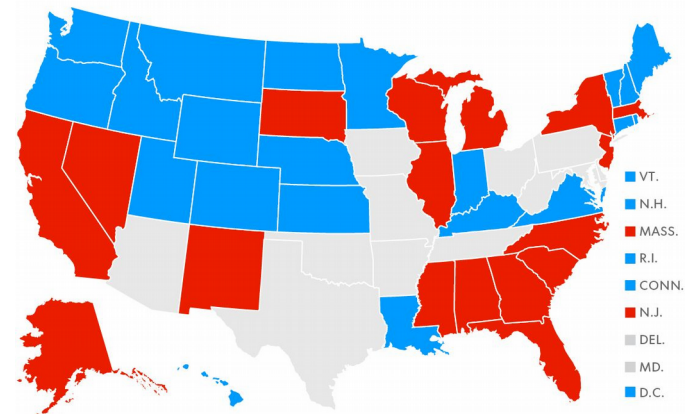 VT.
N.H.
MASS.
R.I.
CONN.
N.J.
DEL.
MD.
D.C.